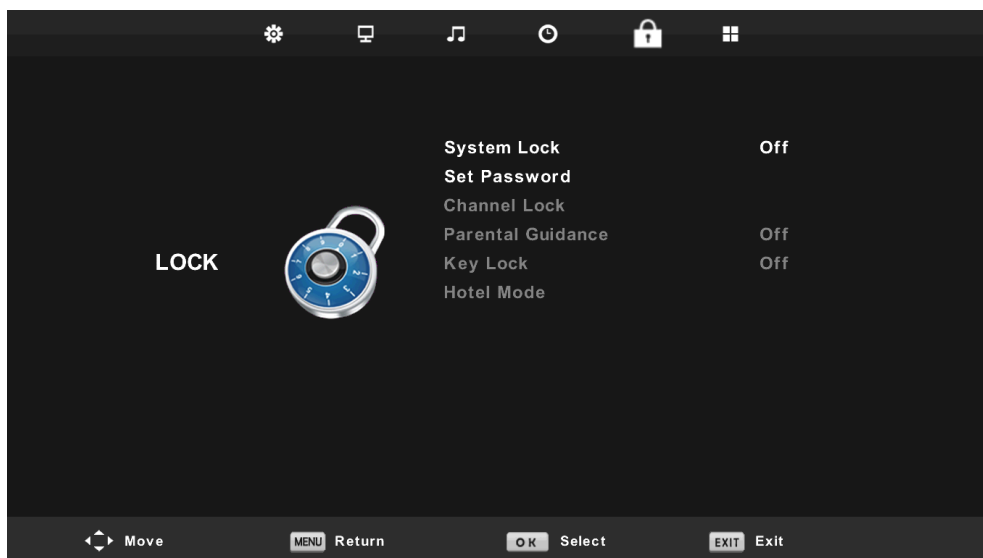 System Lock Off
Set Password
Channel Lock
Parental Guidance Off
LOCK
Key Lock Off
Hotel Mode
Move MENU Return OK Select EXIT Exit